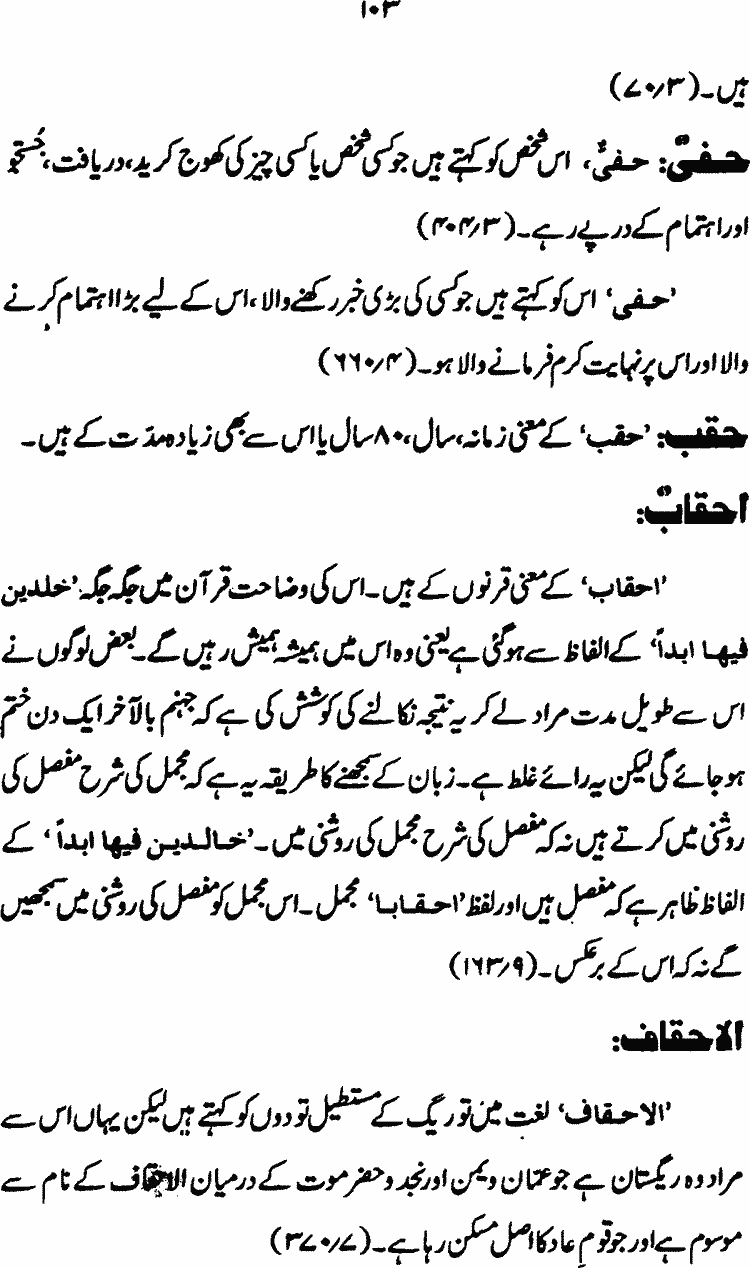 ۱۰۳
ہیں۔(۷۰/۳)
حفیٌّ: حفیٌ، اس شخص کو کہتے ہیں جو کسی شخص یا کسی چیز کی کھوج کرید، دریافت، جُستجو
اور اہتمام کے درپے رہے۔(۴۰۴/۳)
’حفی‘ اس کو کہتے ہیں جو کسی کی بڑی خبر رکھنے والا، اس کے لیے بڑا اہتمام کرنے
والا اور اس پر نہایت کرم فرمانے والا ہو۔(۶۶۰/۴)
حقب: ’حقب‘ کے معنی زمانہ، سال، ۸۰ سال یا اس سے بھی زیادہ مدّت کے ہیں۔
احقابٌ:
’احقاب‘ کے معنی قرنوں کے ہیں۔ اس کی وضاحت قرآن میں جگہ جگہ ’خلدین
فیها ابداً‘ کے الفاظ سے ہوگئی ہے یعنی وہ اس میں ہمیشہ ہمیش رہیں گے۔ بعض لوگوں نے
اس سے طویل مدت مراد لے کر یہ نتیجہ نکالنے کی کوشش کی ہے کہ جہنم بالآخر ایک دن ختم
ہو جائے گی لیکن یہ رائے غلط ہے۔ زبان کے سمجھنے کا طریقہ یہ ہے کہ مجمل کی شرح مفصل کی
روشنی میں کرتے ہیں نہ کہ مفصل کی شرح مجمل کی روشنی میں۔ ’خالدین فیها ابداً‘ کے
الفاظ ظاہر ہے کہ مفصل ہیں اور لفظ ’احقابا‘ مجمل۔ اس مجمل کو مفصل کی روشنی میں سمجھیں
گے نہ کہ اس کے برعکس۔(۱۶۳/۹)
الاحقاف:
’الاحقاف‘ لغت میں تو ریگ کے مستطیل تودوں کو کہتے ہیں لیکن یہاں اس سے
مراد وہ ریگستان ہے جو عمّان و یمن اور نجد و حضرموت کے درمیان الاحقاف کے نام سے
موسوم ہے اور جو قومِ عاد کا اصل مسکن رہا ہے۔(۳۷۰/۷)